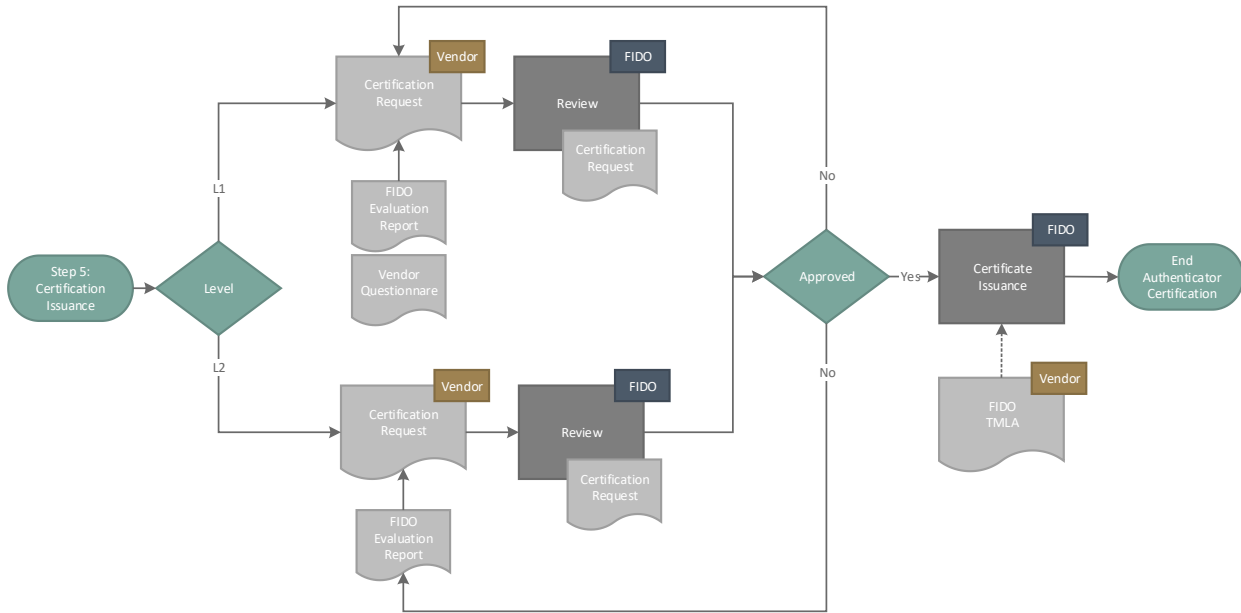 Step 5:
Certification
Issuance
Level
L1
Vendor
Certification
Request
FIDO
Evaluation
Report
Vendor
Questionnare
FIDO
Review
Certification
Request
L2
Vendor
Certification
Request
FIDO
Evaluation
Report
FIDO
Review
Certification
Request
No
Approved
No
Yes
FIDO
Certificate
Issuance
Vendor
FIDO
TMLA
End
Authenticator
Certification